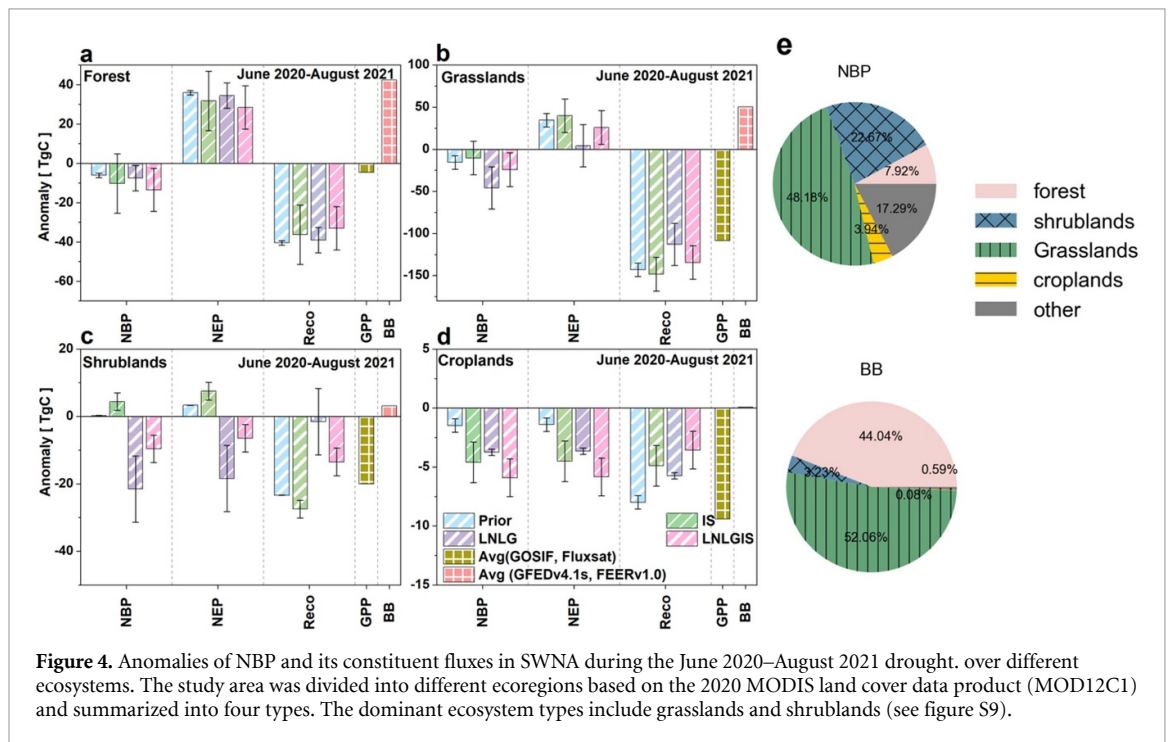 a
Forest
June 2020-August 2021
Anomaly [ TgC ]
40
20
0
-20
-40
-60
NBP
NEP
Reco
GPP
BB
b
Grasslands
June 2020-August 2021
100
50
0
-50
-100
-150
NBP
NEP
Reco
GPP
BB
c
Shrublands
June 2020-August 2021
Anomaly [ TgC ]
20
0
-20
-40
NBP
NEP
Reco
GPP
BB
d
Croplands
June 2020-August 2021
5
0
-5
-10
-15
Prior
IS
LNLG
LNLGIS
Avg(GOSIF, Fluxsat)
Avg (GFEDv4.1s, FEERv1.0)
NBP
NEP
Reco
GPP
BB
e
NBP
22.67%
7.92%
48.18%
17.29%
3.94%
forest
shrublands
Grasslands
croplands
other
BB
44.04%
0.59%
3.23%
0.08%
52.06%
Figure 4. Anomalies of NBP and its constituent fluxes in SWNA during the June 2020–August 2021 drought. over different
ecosystems. The study area was divided into different ecoregions based on the 2020 MODIS land cover data product (MOD12C1)
and summarized into four types. The dominant ecosystem types include grasslands and shrublands (see figure S9).